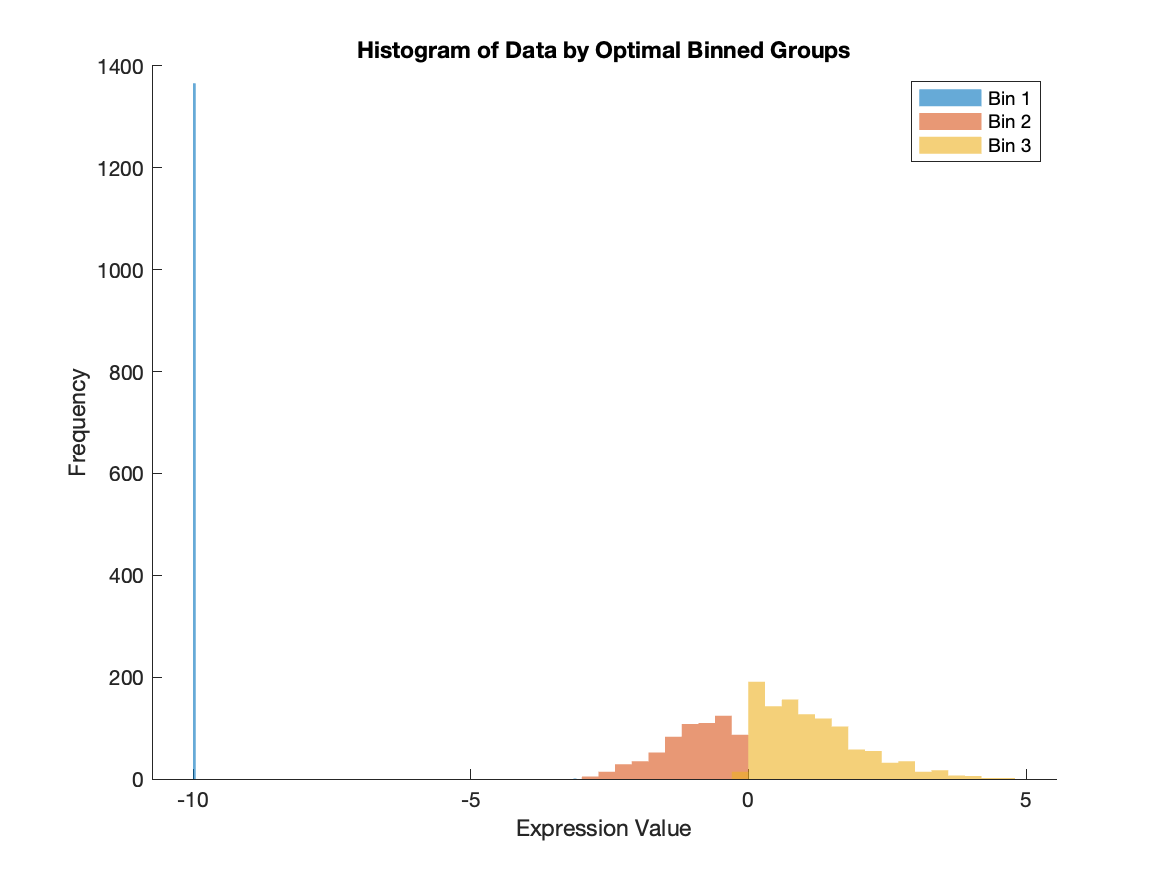 Histogram of Data by Optimal Binned Groups
1400
1200
1000
800
600
400
200
0
Frequency
-10
-5
0
5
Expression Value
Bin 1
Bin 2
Bin 3